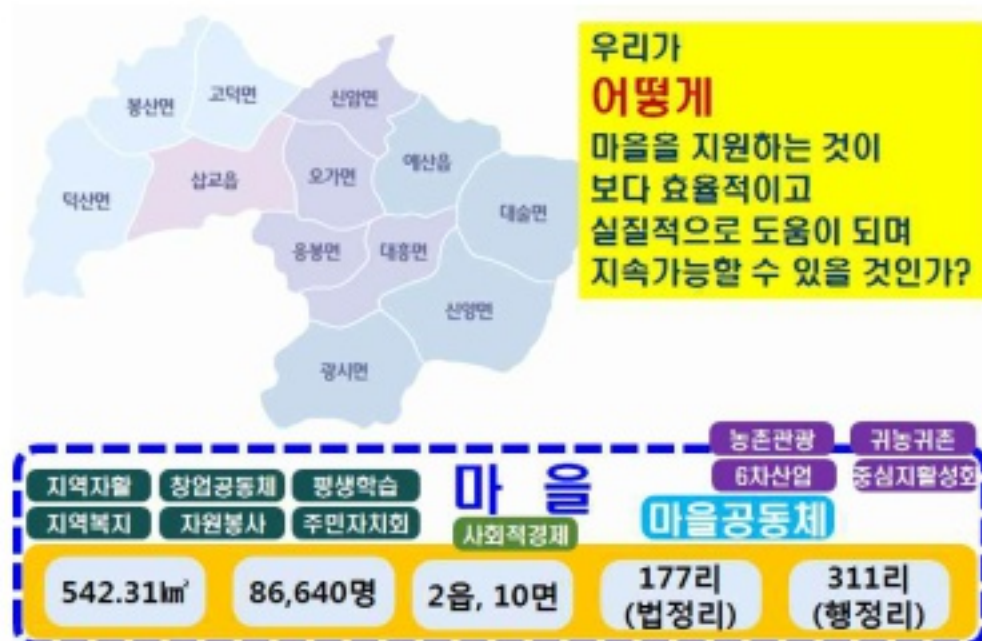 우리가
어떻게
마을을 지원하는 것이
보다 효율적이고
실질적으로 도움이 되며
지속가능할 수 있을 것인가?
봉산면
고덕면
신암면
덕산면
삽교읍
오가면
예산읍
대술면
응봉면
대흥면
신양면
광시면
농촌관광
귀농귀촌
지역자활
창업공동체
평생학습
마을
6차산업
중심지활성화
지역복지
자원봉사
주민자치회
사회적경제
마을공동체
542.31㎢
86,640명
2읍, 10면
177리
(법정리)
311리
(행정리)